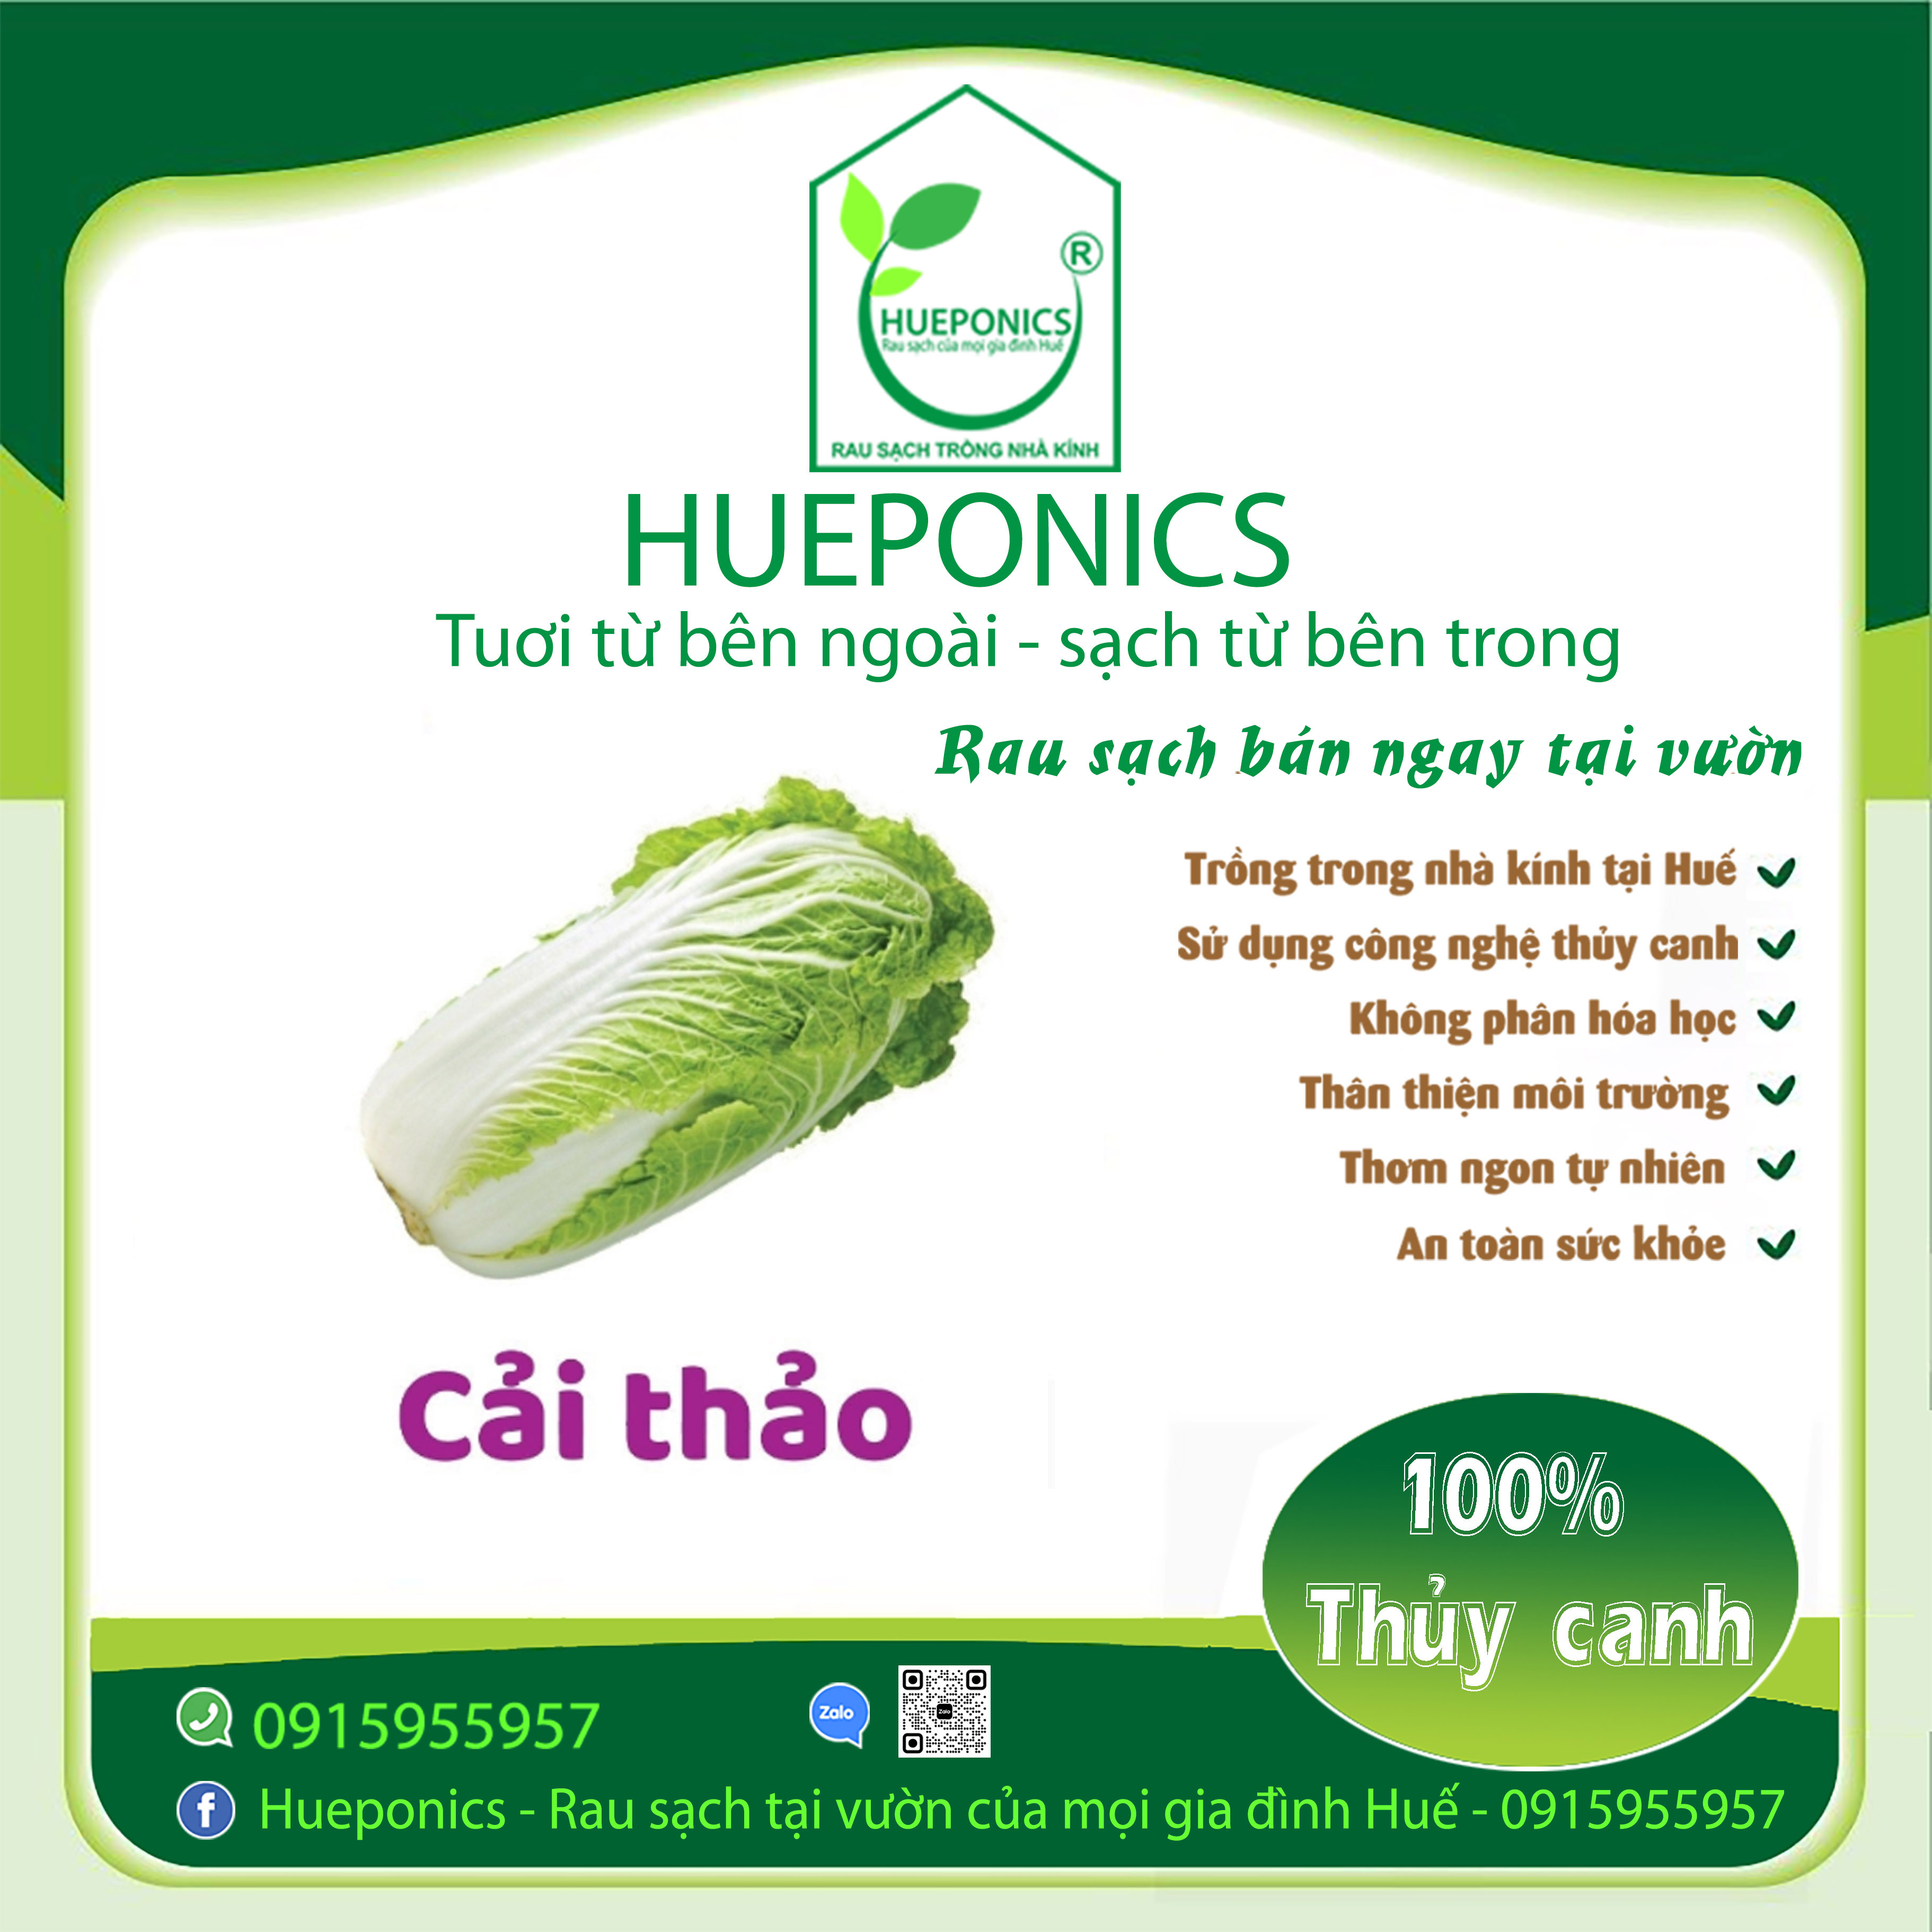 ®
HUEPONICS
Rau sạch của mọi gia đình Huế
RAU SẠCH TRỒNG NHÀ KÍNH
HUEPONICS
Tươi từ bên ngoài - sạch từ bên trong
Rau sạch bán ngay tại vườn
Trồng trong nhà kính tại Huế
Sử dụng công nghệ thủy canh
Không phân hóa học
Thân thiện môi trường
Thơm ngon tự nhiên
An toàn sức khỏe
Cải thảo
100%
Thủy canh
0915955957
Zalo
Zalo
Hueponics - Rau sạch tại vườn của mọi gia đình Huế - 0915955957